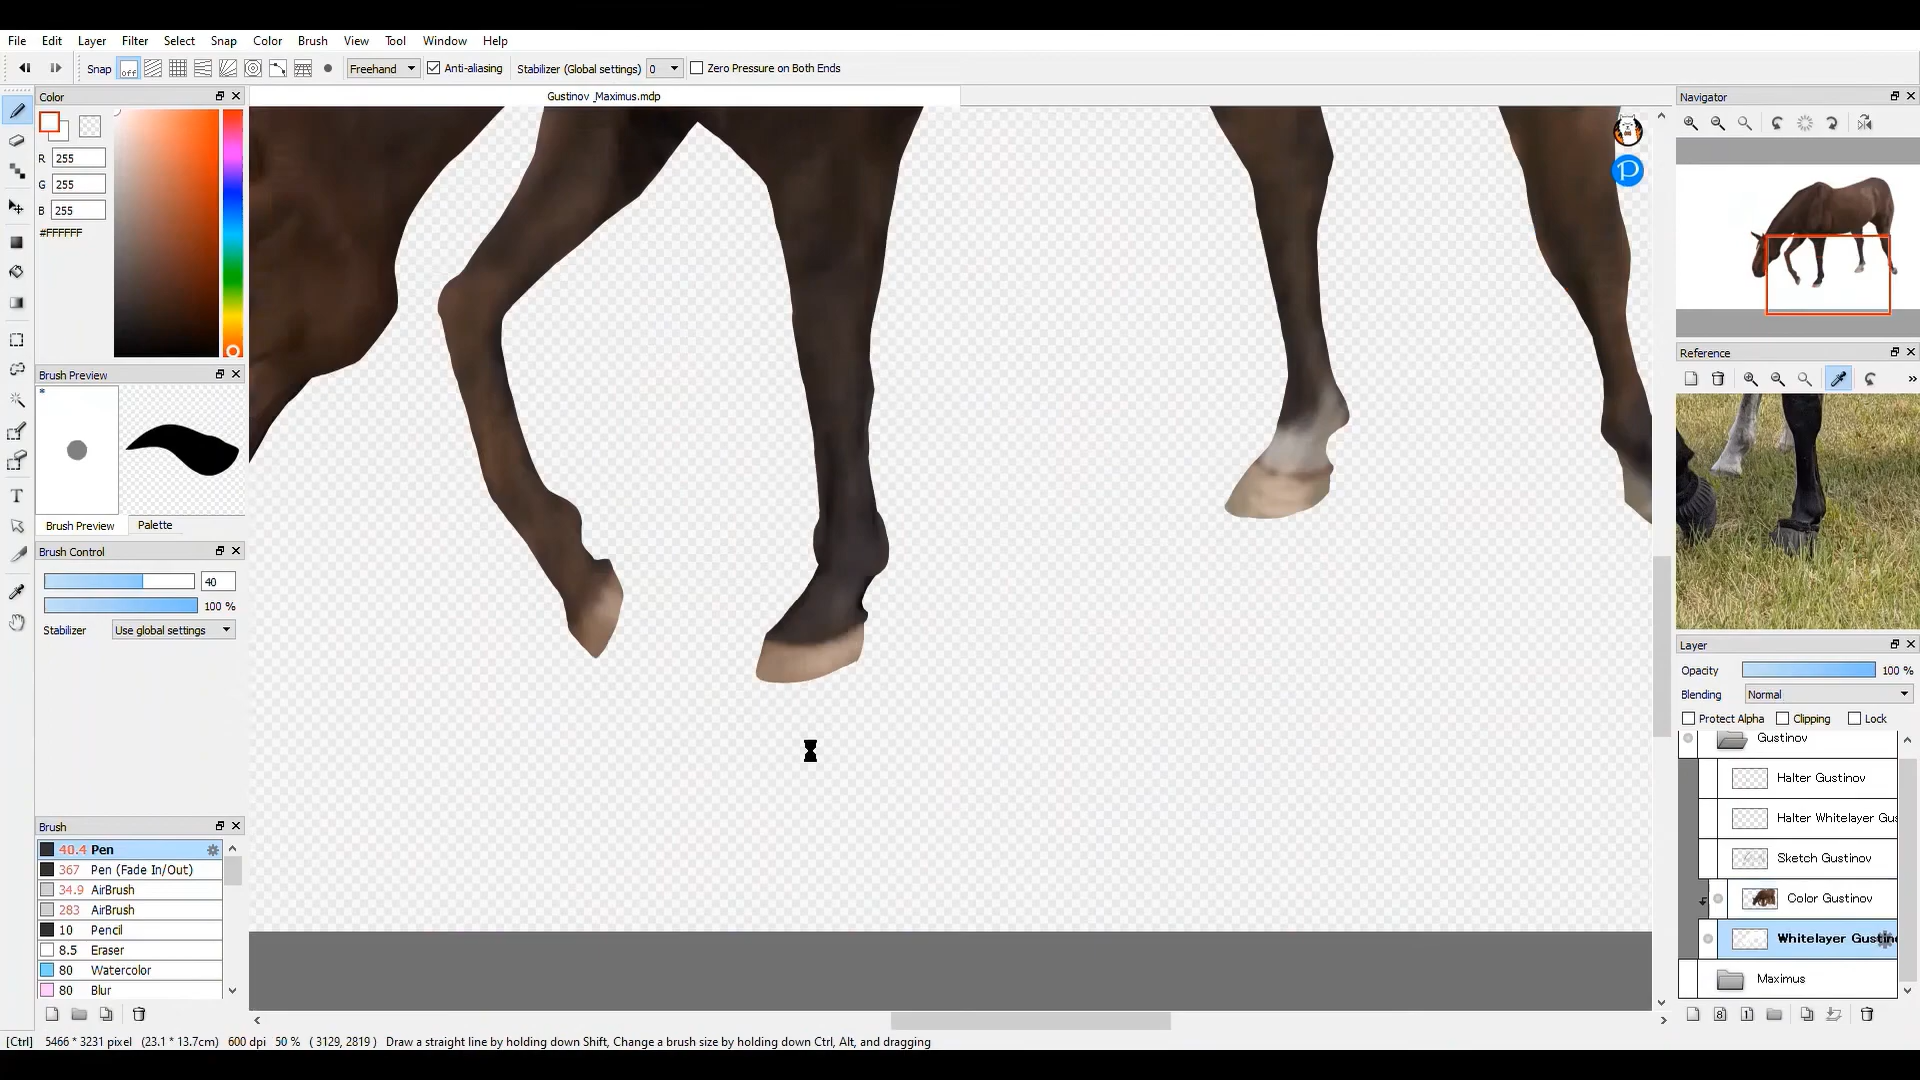 File Edit Layer Filter Select Snap Color Brush View Tool Window Help
Snap off Freehand Anti-aliasing Stabilizer (Global settings) 0 Zero Pressure on Both Ends
Color
Gustinov_Maximus.mdp
Navigator
R 255
G 255
B 255
#FFFFFF
Brush Preview
Brush Preview Palette
Brush Control
40
100 %
Stabilizer Use global settings
Brush
40.4 Pen
367 Pen (Fade In/Out)
34.9 AirBrush
283 AirBrush
10 Pencil
8.5 Eraser
80 Watercolor
80 Blur
Reference
Layer
Opacity 100 %
Blending Normal
Protect Alpha Clipping Lock
Gustinov
Halter Gustinov
Halter Whitelayer Gus
Sketch Gustinov
Color Gustinov
Whitelayer Gustino
Maximus
[Ctrl] 5466 * 3231 pixel (23.1 * 13.7cm) 600 dpi 50 % ( 3129, 2819 ) Draw a straight line by holding down Shift, Change a brush size by holding down Ctrl, Alt, and dragging